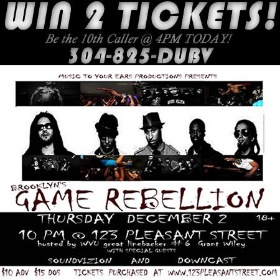 WIN 2 TICKETS!
Be the 10th Caller @ 4PM TODAY!
304-825-DUBV
MUSIC TO YOUR EARS PRODUCTIONS PRESENTS
BROOKLYN'S
GAME REBELLION
THURSDAY DECEMBER 2 18+
10 PM @ 123 PLEASANT STREET
hosted by WVU great linebacker #6 Grant Wiley
WITH SPECIAL GUEST
SOUNDVISION AND DOWNCAST
$10 ADV $15 DOS TICKETS PURCHASED AT WWW.123PLEASANTSTREET.COM